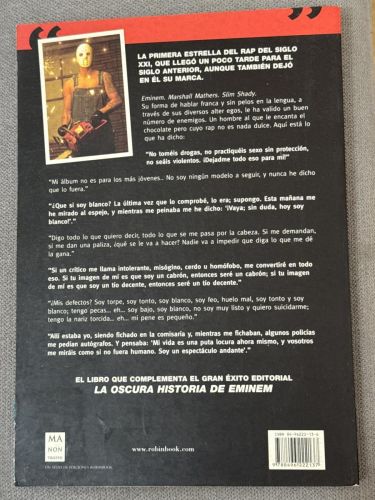 LA PRIMERA ESTRELLA DEL RAP DEL SIGLO
XXI, QUE LLEGÓ UN POCO TARDE PARA EL
SIGLO ANTERIOR, AUNQUE TAMBIÉN DEJÓ
EN ÉL SU MARCA.
Eminem. Marshall Mathers. Slim Shady.
Su forma de hablar franca y sin pelos en la lengua, a
través de sus diversos alter egos, le ha valido un buen
número de enemigos. Un hombre al que le encanta el
chocolate pero cuyo rap no es nada dulce. Aquí está lo
que ha dicho:
"No toméis drogas, no practiquéis sexo sin protección,
no seáis violentos. ¡Dejadme todo eso para mí!"
"Mi álbum no es para los más jóvenes.. No soy ningún modelo a seguir, y nunca he dicho
que lo fuera."
"¿Que si soy blanco? La última vez que lo comprobé, lo era; supongo. Esta mañana me
he mirado al espejo, y mientras me peinaba me he dicho: '¡Vaya; sin duda, hoy soy
blanco!'."
"Digo todo lo que quiero decir, todo lo que se me pasa por la cabeza. Si me demandan,
si me dan una paliza, ¿qué se le va a hacer? Nadie va a impedir que diga lo que me dé
la gana."
"Si un crítico me llama intolerante, misógino, cerdo u homófobo, me convertiré en todo
eso. Si tu imagen de mí es que soy un cabrón, entonces seré un cabrón; si tu imagen
de mí es que soy un tío decente, entonces seré un tío decente."
"¿Mis defectos? Soy torpe, soy tonto, soy blanco, soy feo, huelo mal, soy tonto y soy
blanco; tengo pecas... eh... soy bajo, soy blanco, no soy muy listo y quiero suicidarme;
tengo la nariz torcida... eh... mi pene es pequeño."
"Allí estaba yo, siendo fichado en la comisaría y, mientras me fichaban, algunos policías
me pedían autógrafos. Y pensaba: 'Mi vida es una puta locura ahora mismo, y vosotros
me miráis como si no fuera humano. Soy un espectáculo andante'."
EL LIBRO QUE COMPLEMENTA EL GRAN ÉXITO EDITORIAL
LA OSCURA HISTORIA DE EMINEM
MA
NON
TROPPO
UN SELLO DE EDICIONES ROBINBOOK
www.robinbook.com
ISBN 84-96222-13-6
9788496222137